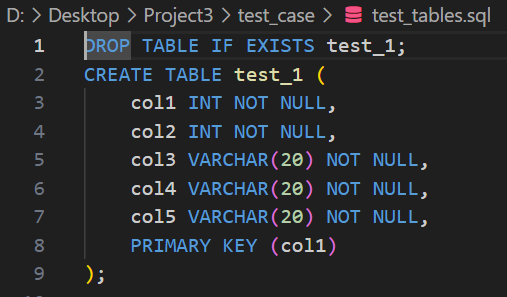 D: > Desktop > Project3 > test_case > test_tables.sql
1 DROP TABLE IF EXISTS test_1;
2 CREATE TABLE test_1 (
3 col1 INT NOT NULL,
4 col2 INT NOT NULL,
5 col3 VARCHAR(20) NOT NULL,
6 col4 VARCHAR(20) NOT NULL,
7 col5 VARCHAR(20) NOT NULL,
8 PRIMARY KEY (col1)
9 );